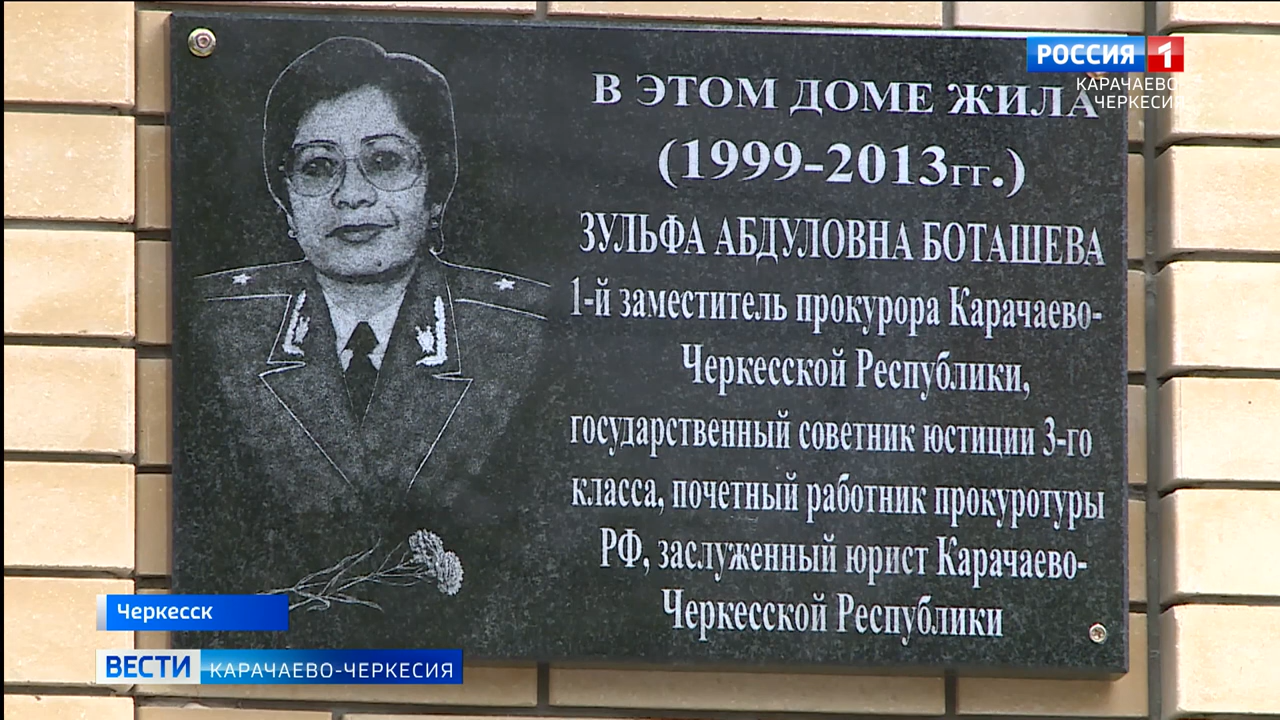 РОССИЯ 1
КАРАЧАЕВО
ЧЕРКЕСИЯ
В ЭТОМ ДОМЕ ЖИЛА
(1999-2013гг.)
ЗУЛЬФА АБДУЛОВНА БОТАШЕВА
1-й заместитель прокурора Карачаево-
Черкесской Республики,
государственный советник юстиции 3-го
класса, почетный работник прокуротуры
РФ, заслуженный юрист Карачаево-
Черкесской Республики
Черкесск
ВЕСТИ КАРАЧАЕВО-ЧЕРКЕСИЯ